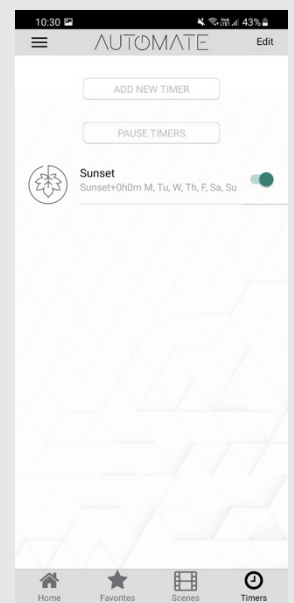 10:30 43%
AUTOMATE Edit
ADD NEW TIMER
PAUSE TIMERS
Sunset
Sunset+0h0m M, Tu, W, Th, F, Sa, Su
Home Favorites Scenes Timers